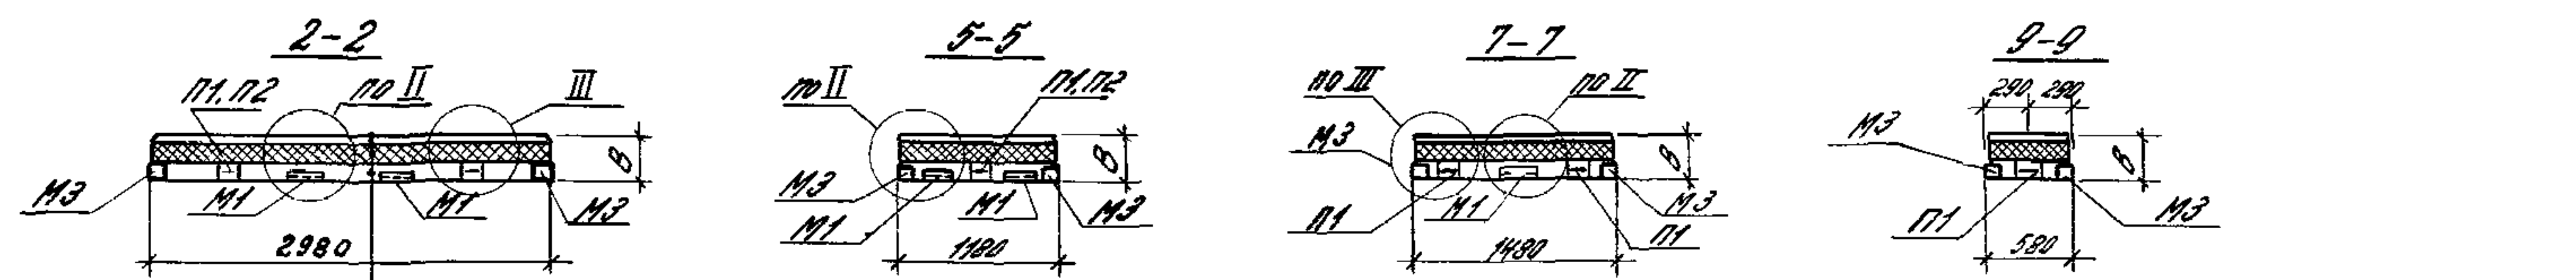 2-2
П1, П2
по II
III
В
М3
М1
М1
М3
2980
5-5
по II
П1, П2
В
М3
М1
М1
М3
1180
7-7
по III
по II
М3
В
П1
М1
М3
П1
1480
9-9
290 290
М3
В
П1
М3
580